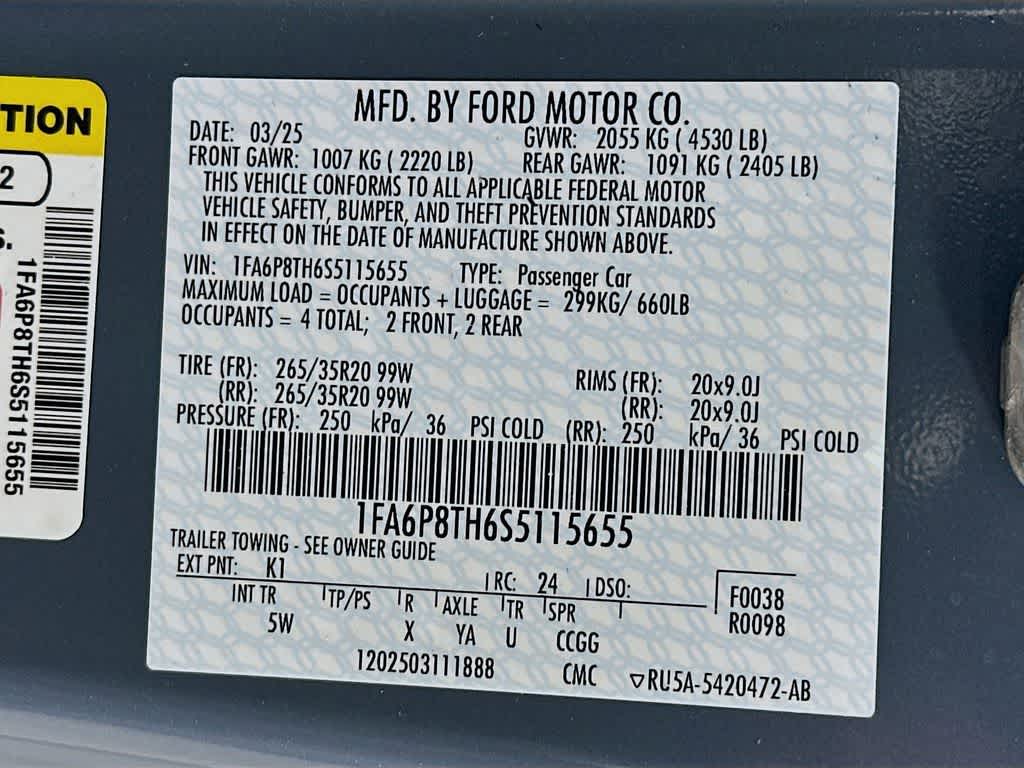 TION
2
S.
1FA6P8TH6S5115655
MFD. BY FORD MOTOR CO.
DATE: 03/25 GVWR: 2055 KG ( 4530 LB)
FRONT GAWR: 1007 KG ( 2220 LB) REAR GAWR: 1091 KG ( 2405 LB)
THIS VEHICLE CONFORMS TO ALL APPLICABLE FEDERAL MOTOR
VEHICLE SAFETY, BUMPER, AND THEFT PREVENTION STANDARDS
IN EFFECT ON THE DATE OF MANUFACTURE SHOWN ABOVE.
VIN: 1FA6P8TH6S5115655 TYPE: Passenger Car
MAXIMUM LOAD = OCCUPANTS + LUGGAGE = 299KG/ 660LB
OCCUPANTS = 4 TOTAL; 2 FRONT, 2 REAR
TIRE (FR): 265/35R20 99W RIMS (FR): 20x9.0J
(RR): 265/35R20 99W (RR): 20x9.0J
PRESSURE (FR): 250 kPa/ 36 PSI COLD (RR): 250 kPa/ 36 PSI COLD
1FA6P8TH6S5115655
TRAILER TOWING - SEE OWNER GUIDE
EXT PNT: K1 RC: 24 DSO: F0038
INT TR TP/PS R AXLE TR SPR R0098
5W X YA U CCGG
1202503111888 CMC RU5A-5420472-AB